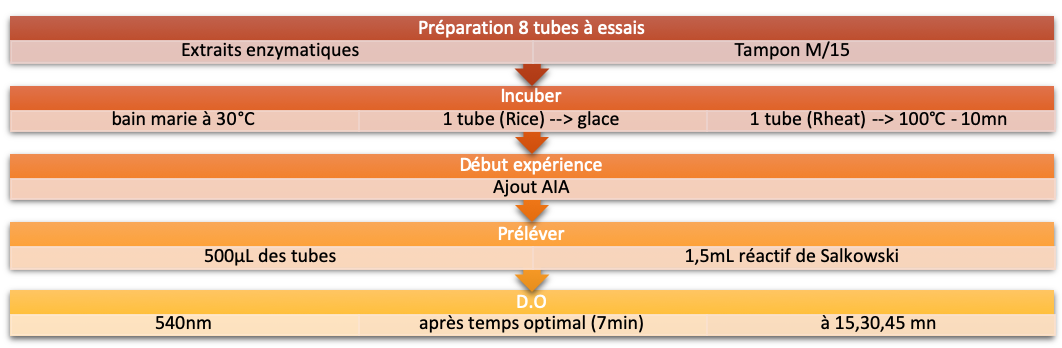 Préparation 8 tubes à essais
Extraits enzymatiques Tampon M/15
Incuber
bain marie à 30°C 1 tube (Rice) --> glace 1 tube (Rheat) --> 100°C - 10mn
Début expérience
Ajout AIA
Préléver
500µL des tubes 1,5mL réactif de Salkowski
D.O
540nm après temps optimal (7min) à 15,30,45 mn